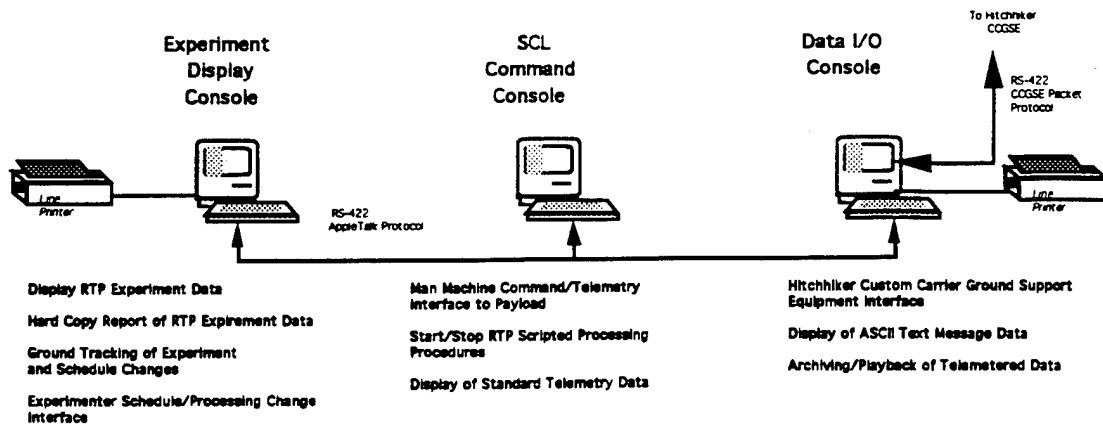 To Hitchhiker
CCGSE
Experiment
Display
Console
SCL
Command
Console
Data I/O
Console
RS-422
CCGSE Packet
Protocol
Line
Printer
RS-422
AppleTalk Protocol
Line
Printer
Display RTP Experiment Data
Hard Copy Report of RTP Expirement Data
Ground Tracking of Experiment
and Schedule Changes
Experimenter Schedule/Processing Change
Interface
Man Machine Command/Telemetry
Interface to Payload
Start/Stop RTP Scripted Processing
Procedures
Display of Standard Telemetry Data
Hitchhiker Custom Carrier Ground Support
Equipment Interface
Display of ASCII Text Message Data
Archiving/Playback of Telemetered Data